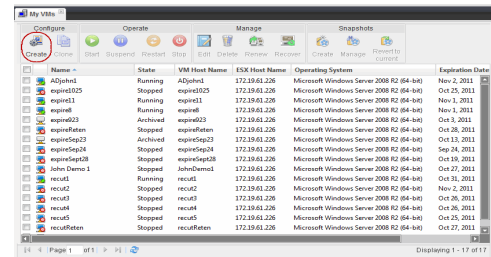 My VMs
Configure Operate Manage Snapshots
Create Clone Start Suspend Restart Stop Edit Delete Renew Recover Create Manage Revert to current
Name State VM Host Name ESX Host Name Operating System Expiration Date
ADjohn1 Running ADjohn1 172.19.61.226 Microsoft Windows Server 2008 R2 (64-bit) Nov 2, 2011
expire1025 Stopped expire1025 172.19.61.226 Microsoft Windows Server 2008 R2 (64-bit) Oct 25, 2011
expire11 Running expire11 172.19.61.226 Microsoft Windows Server 2008 R2 (64-bit) Nov 1, 2011
expire8 Running expire8 172.19.61.226 Microsoft Windows Server 2008 R2 (64-bit) Nov 1, 2011
expire923 Archived expire923 172.19.61.226 Microsoft Windows Server 2008 R2 (64-bit) Oct 3, 2011
expireReten Stopped expireReten 172.19.61.226 Microsoft Windows Server 2008 R2 (64-bit) Oct 28, 2011
expireSep23 Archived expireSep23 172.19.61.226 Microsoft Windows Server 2008 R2 (64-bit) Oct 13, 2011
expireSep24 Stopped expireSep24 172.19.61.226 Microsoft Windows Server 2008 R2 (64-bit) Sep 24, 2011
expireSept28 Stopped expireSept28 172.19.61.226 Microsoft Windows Server 2008 R2 (64-bit) Oct 19, 2011
John Demo 1 Stopped JohnDemo1 172.19.61.226 Microsoft Windows Server 2008 R2 (64-bit) Oct 27, 2011
recut1 Running recut1 172.19.61.226 Microsoft Windows Server 2008 R2 (64-bit) Oct 31, 2011
recut2 Stopped recut2 172.19.61.226 Microsoft Windows Server 2008 R2 (64-bit) Nov 2, 2011
recut3 Stopped recut3 172.19.61.226 Microsoft Windows Server 2008 R2 (64-bit) Oct 26, 2011
recut4 Stopped recut4 172.19.61.226 Microsoft Windows Server 2008 R2 (64-bit) Oct 26, 2011
recut5 Stopped recut5 172.19.61.226 Microsoft Windows Server 2008 R2 (64-bit) Oct 25, 2011
recutReten Stopped recutReten 172.19.61.226 Microsoft Windows Server 2008 R2 (64-bit) Oct 27, 2011
Page 1 of 1 Displaying 1 - 17 of 17